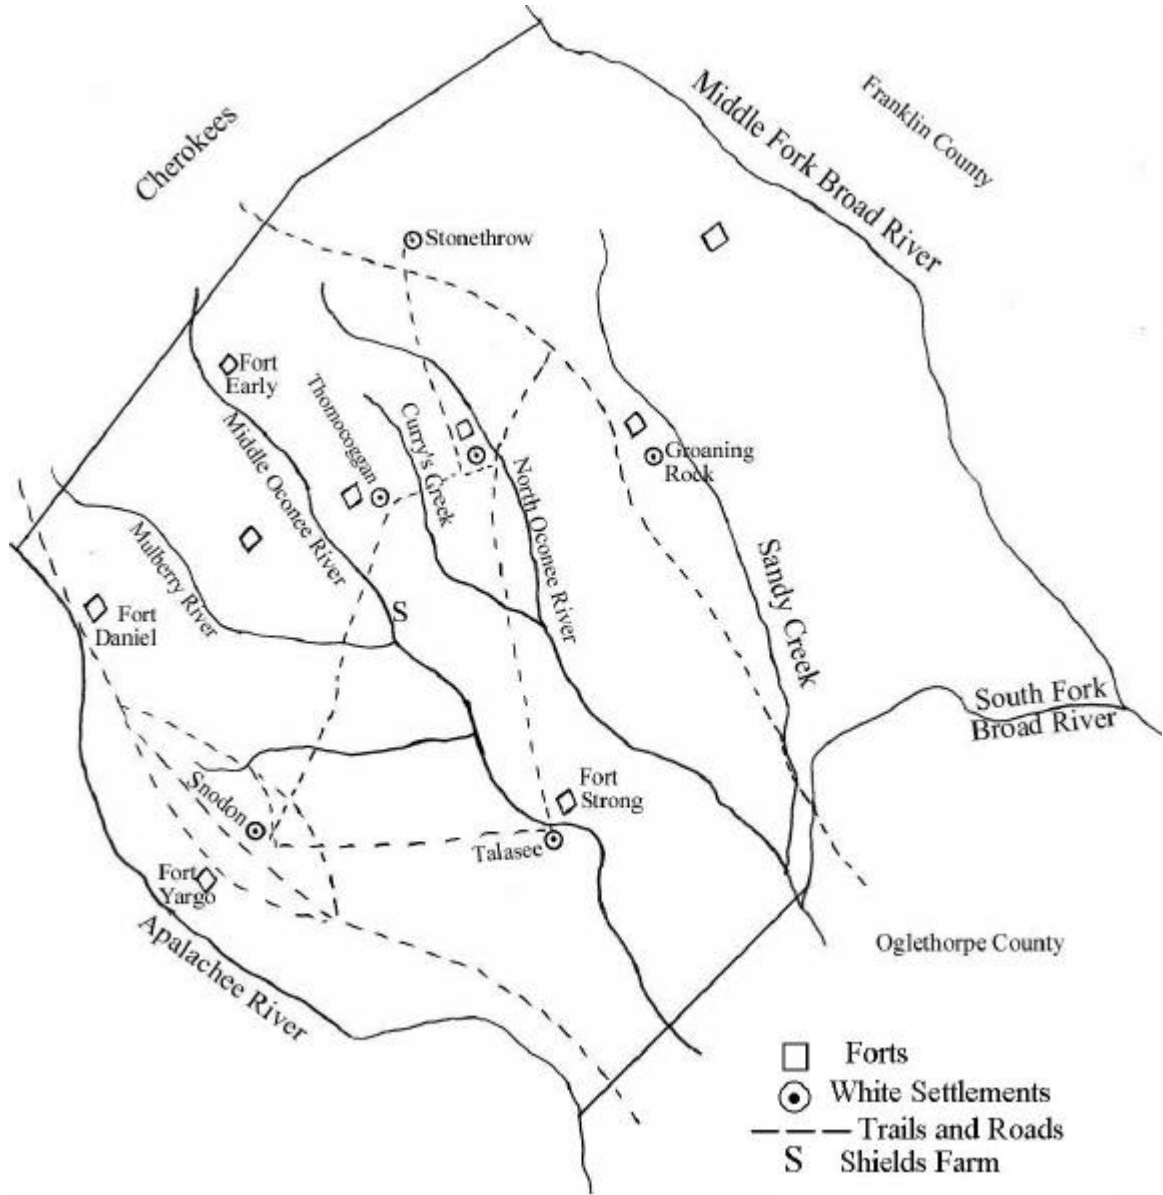 Middle Fork Broad River
Franklin County
Cherokees
Stonethrow
Fort
Early
Thomocoggan
Curry's Greek
Middle Oconee River
North Oconee River
Groaning
Rock
Mulberry River
Sandy Creek
S
Fort
Daniel
South Fork
Broad River
Snodon
Fort
Strong
Talasee
Fort
Yargo
Apalachee River
Oglethorpe County
Forts
White Settlements
Trails and Roads
S Shields Farm